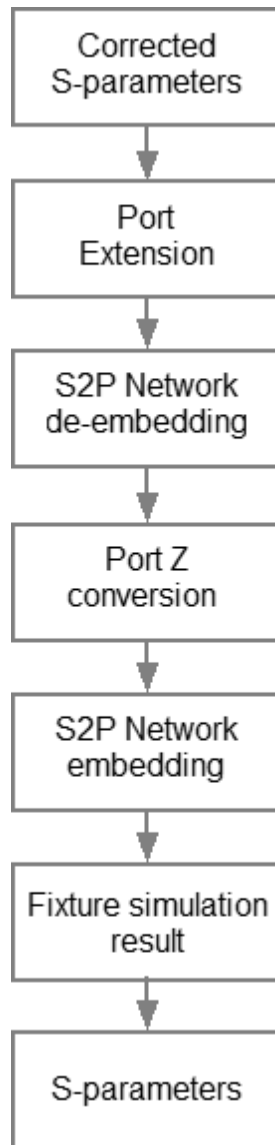 Corrected
S-parameters
Port
Extension
S2P Network
de-embedding
Port Z
conversion
S2P Network
embedding
Fixture simulation
result
S-parameters